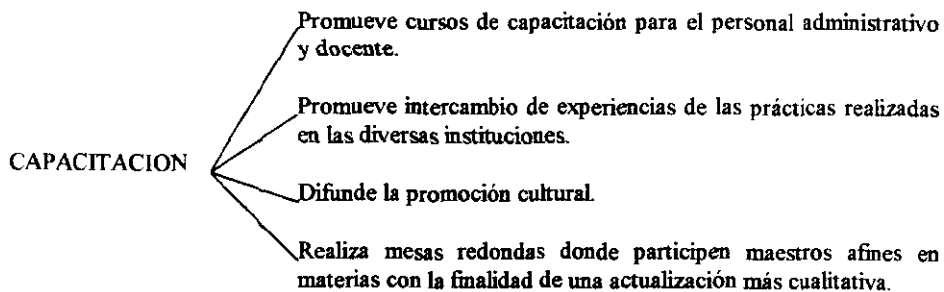 Promueve cursos de capacitación para el personal administrativo
y docente.
Promueve intercambio de experiencias de las prácticas realizadas
en las diversas instituciones.
CAPACITACION
Difunde la promoción cultural.
Realiza mesas redondas donde participen maestros afines en
materias con la finalidad de una actualización más cualitativa.